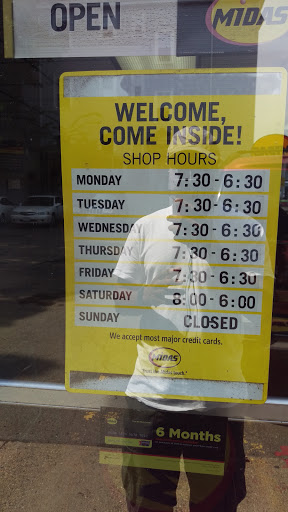 OPEN
MIDAS
WELCOME,
COME INSIDE!
SHOP HOURS
MONDAY 7:30 - 6:30
TUESDAY 7:30 - 6:30
WEDNESDAY 7:30 - 6:30
THURSDAY 7:30 - 6:30
FRIDAY 7:30 - 6:30
SATURDAY 8:00 - 6:00
SUNDAY CLOSED
We accept most major credit cards.
MIDAS
6 Months